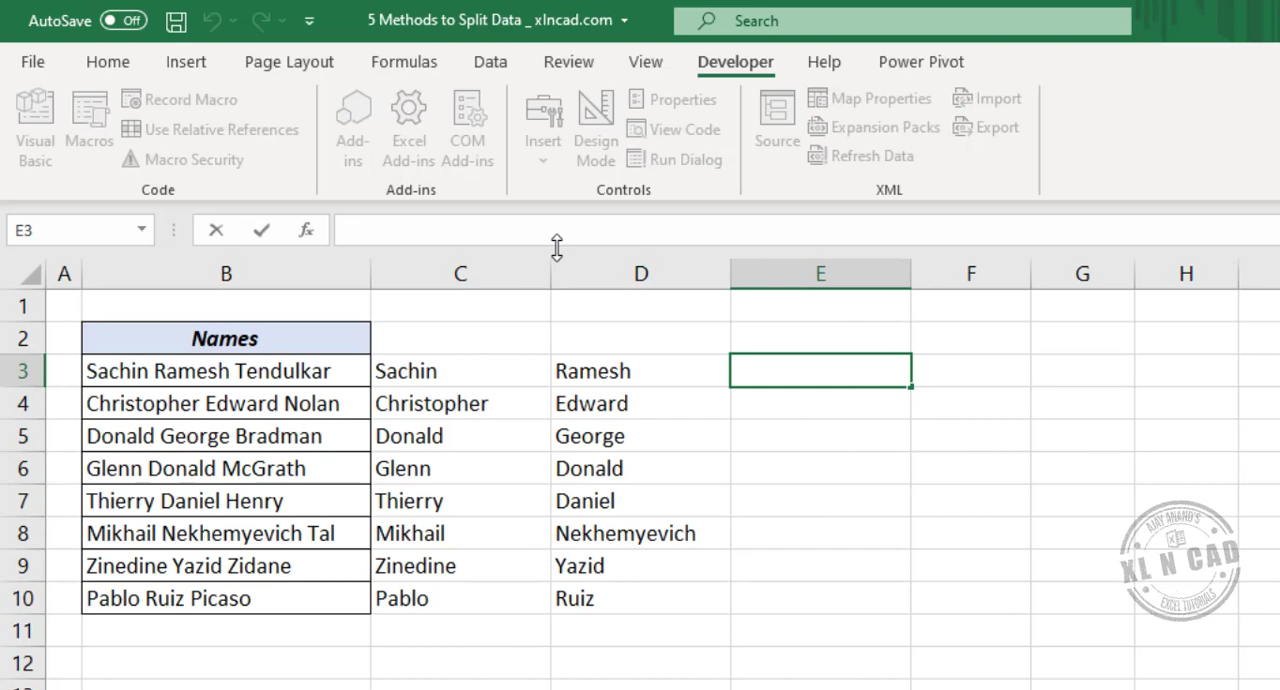 AutoSave Off 5 Methods to Split Data _ xlncad.com Search
File Home Insert Page Layout Formulas Data Review View Developer Help Power Pivot
Visual Basic
Macros
Record Macro
Use Relative References
Macro Security
Code
Add-ins
Excel Add-ins
COM Add-ins
Add-ins
Insert
Design Mode
Properties
View Code
Run Dialog
Controls
Source
Map Properties
Expansion Packs
Refresh Data
Import
Export
XML
E3 fx
A B C D E F G H
1
2 Names
3 Sachin Ramesh Tendulkar Sachin Ramesh
4 Christopher Edward Nolan Christopher Edward
5 Donald George Bradman Donald George
6 Glenn Donald McGrath Glenn Donald
7 Thierry Daniel Henry Thierry Daniel
8 Mikhail Nekhemyevich Tal Mikhail Nekhemyevich
9 Zinedine Yazid Zidane Zinedine Yazid
10 Pablo Ruiz Picaso Pablo Ruiz
11
12
AJAY ANAND'S
XL N CAD
EXCEL TUTORIALS